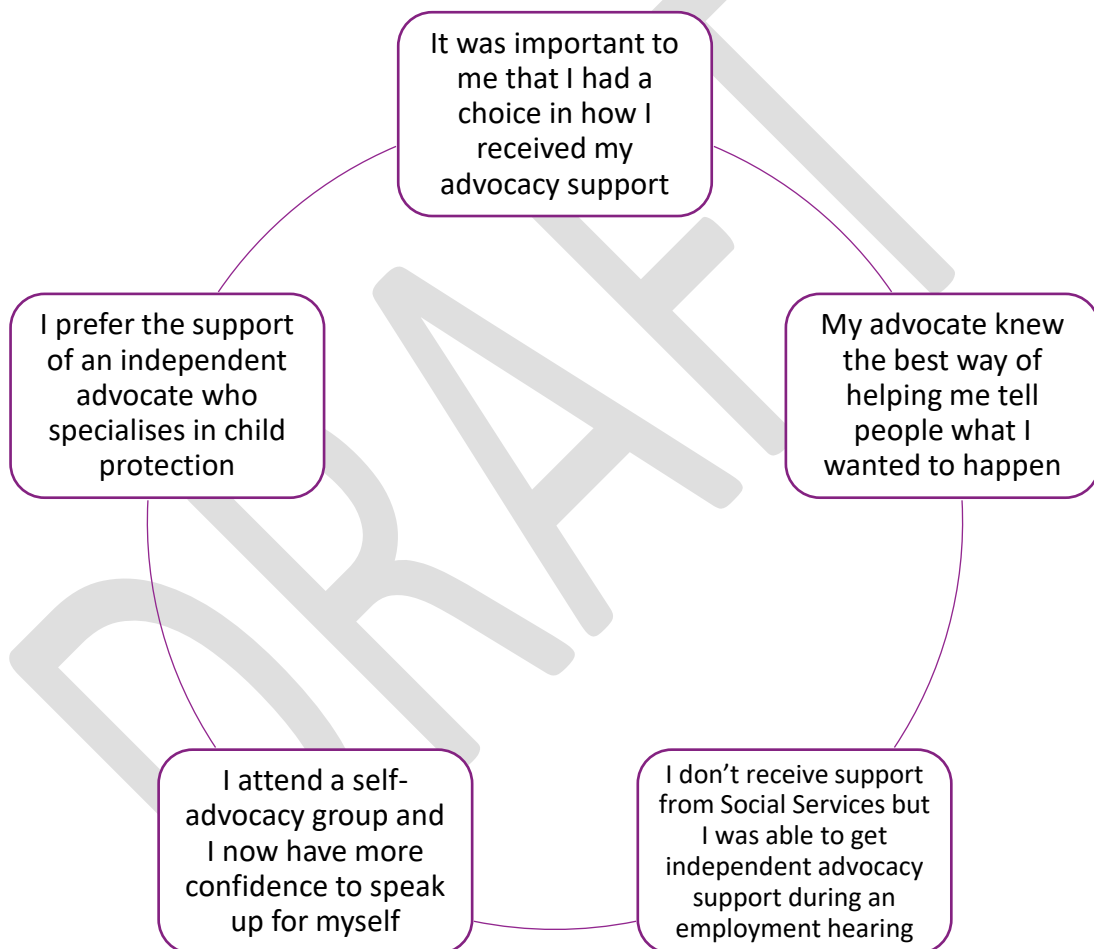 It was important to
me that I had a
choice in how I
received my
advocacy support
My advocate knew
the best way of
helping me tell
people what I
wanted to happen
I don’t receive support
from Social Services but
I was able to get
independent advocacy
support during an
employment hearing
I attend a self-
advocacy group and
I now have more
confidence to speak
up for myself
I prefer the support
of an independent
advocate who
specialises in child
protection
DRAFT